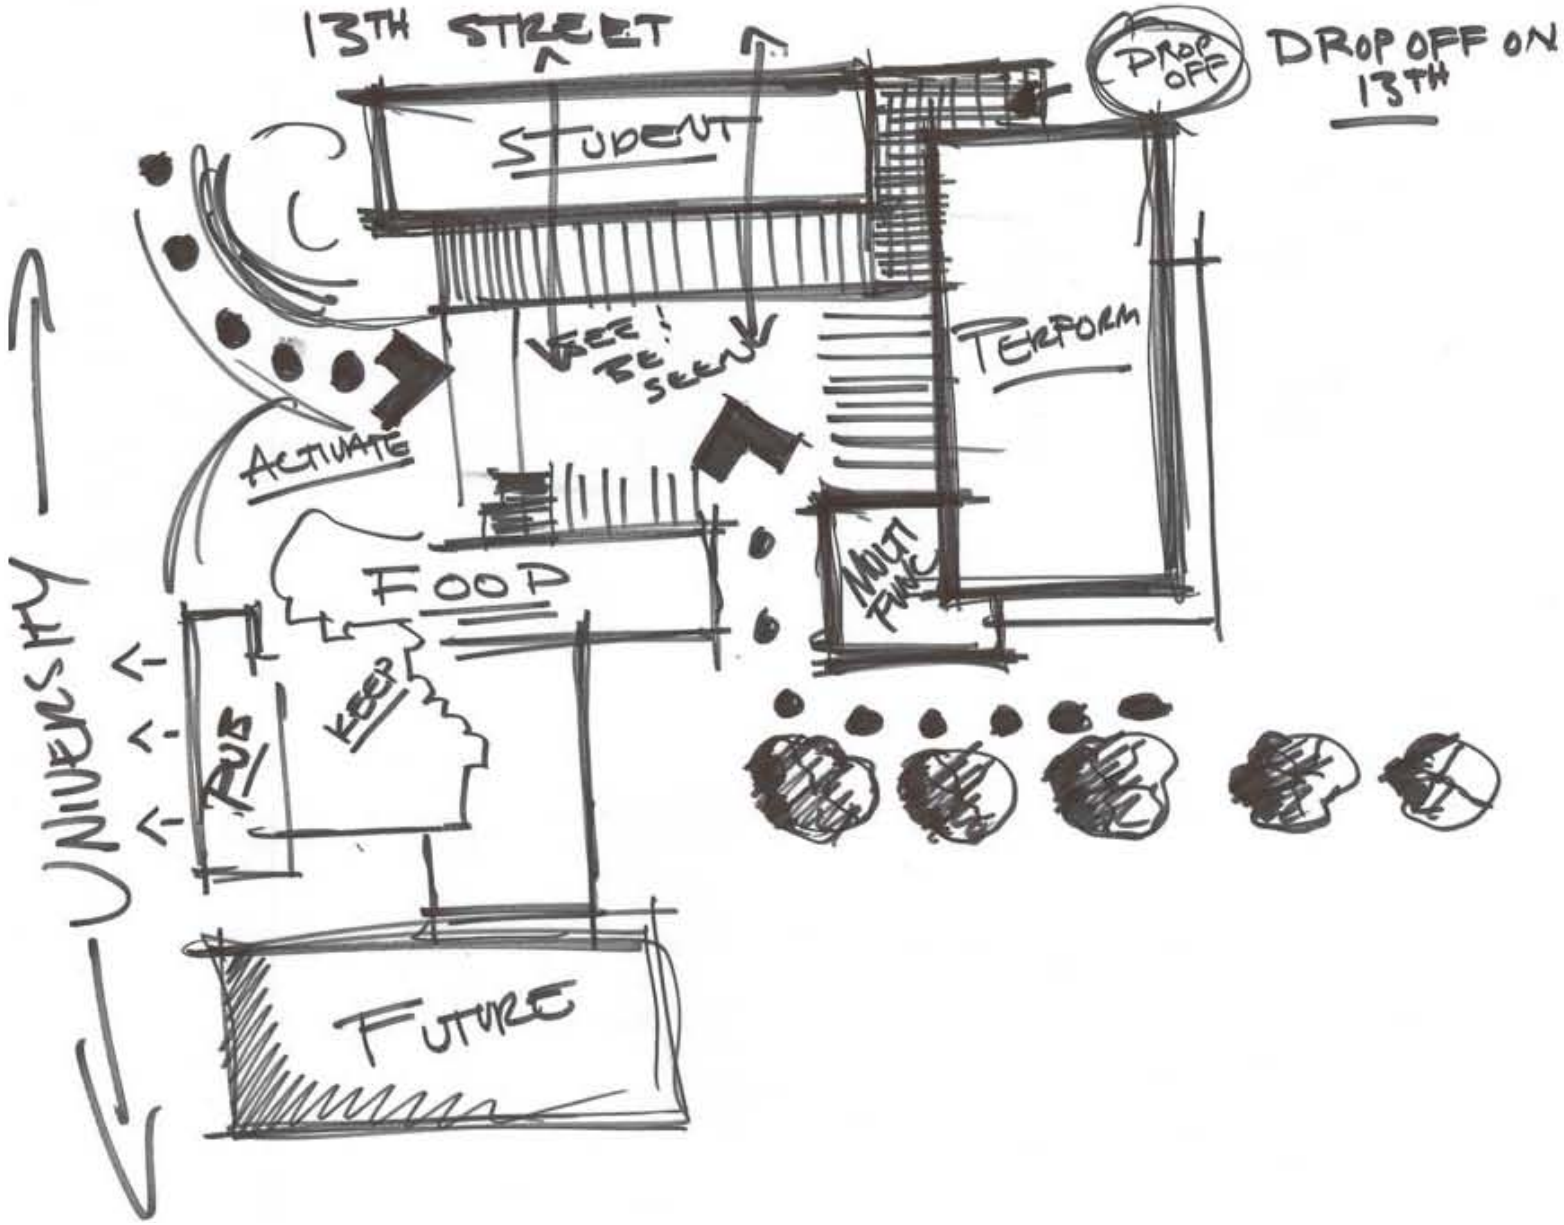 13TH STREET
DROP
OFF
DROP OFF ON
13TH
STUDENT
SEE!
BE
SEEN
PERFORM
ACTIVATE
MULTI
FUNC
FOOD
KEEP
PUB
UNIVERSITY
FUTURE